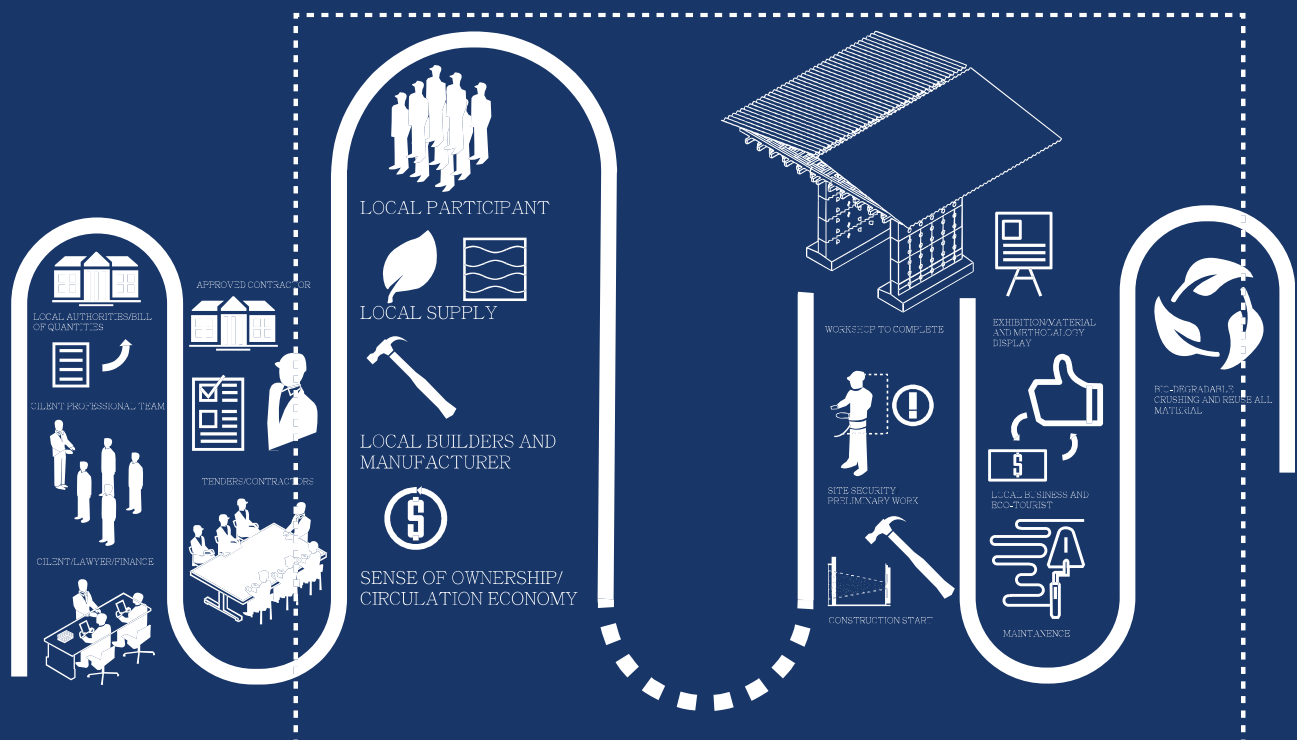 LOCAL AUTHORITIES/BILL
OF QUANTITIES
CILENT PROFESSIONAL TEAM
CILENT/LAWYER/FINANCE
APPROVED CONTRACTOR
TENDERS/CONTRACTORS
LOCAL PARTICIPANT
LOCAL SUPPLY
LOCAL BUILDERS AND
MANUFACTURER
$
SENSE OF OWNERSHIP/
CIRCULATION ECONOMY
WORKSHOP TO COMPLETE
!
SITE SECURITY
PRELIMINARY WORK
CONSTRUCTION START
EXHIBITION/MATERIAL
AND METHODALAOGY
DISPLAY
$
LOCAL BUSINESS AND
ECO-TOURIST
MAINTANENCE
BIO-DEGRADABLE
CRUSHING AND REUSE ALL
MATERIAL